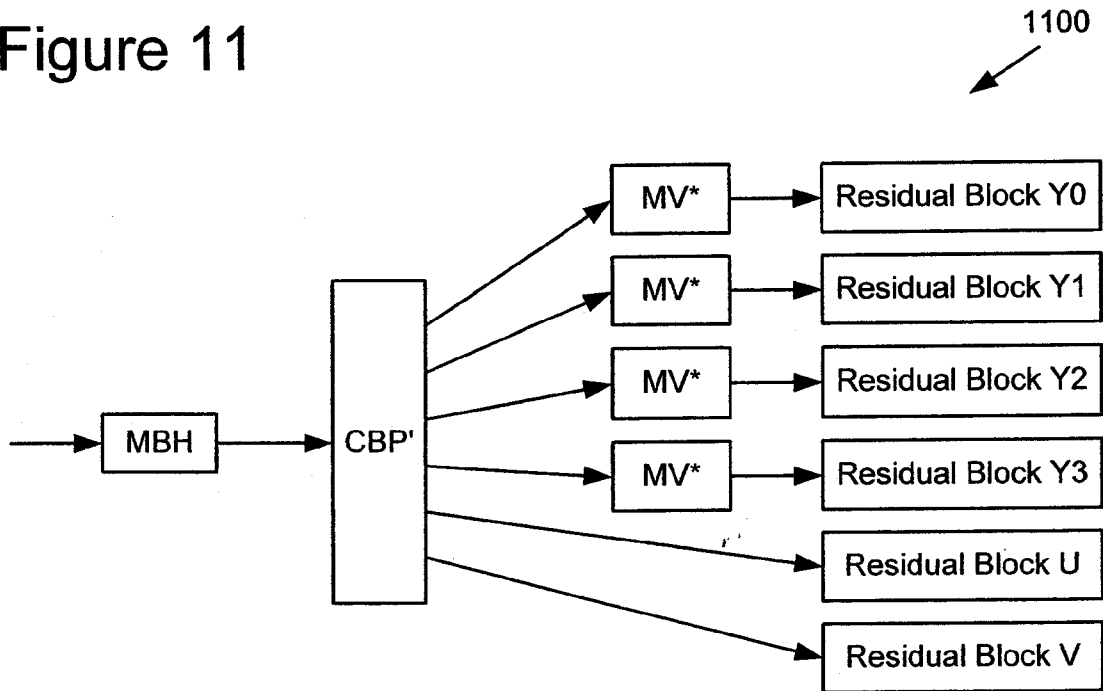 Figure 11
1100
MV* Residual Block Y0
MV* Residual Block Y1
MV* Residual Block Y2
MBH CBP' MV* Residual Block Y3
Residual Block U
Residual Block V